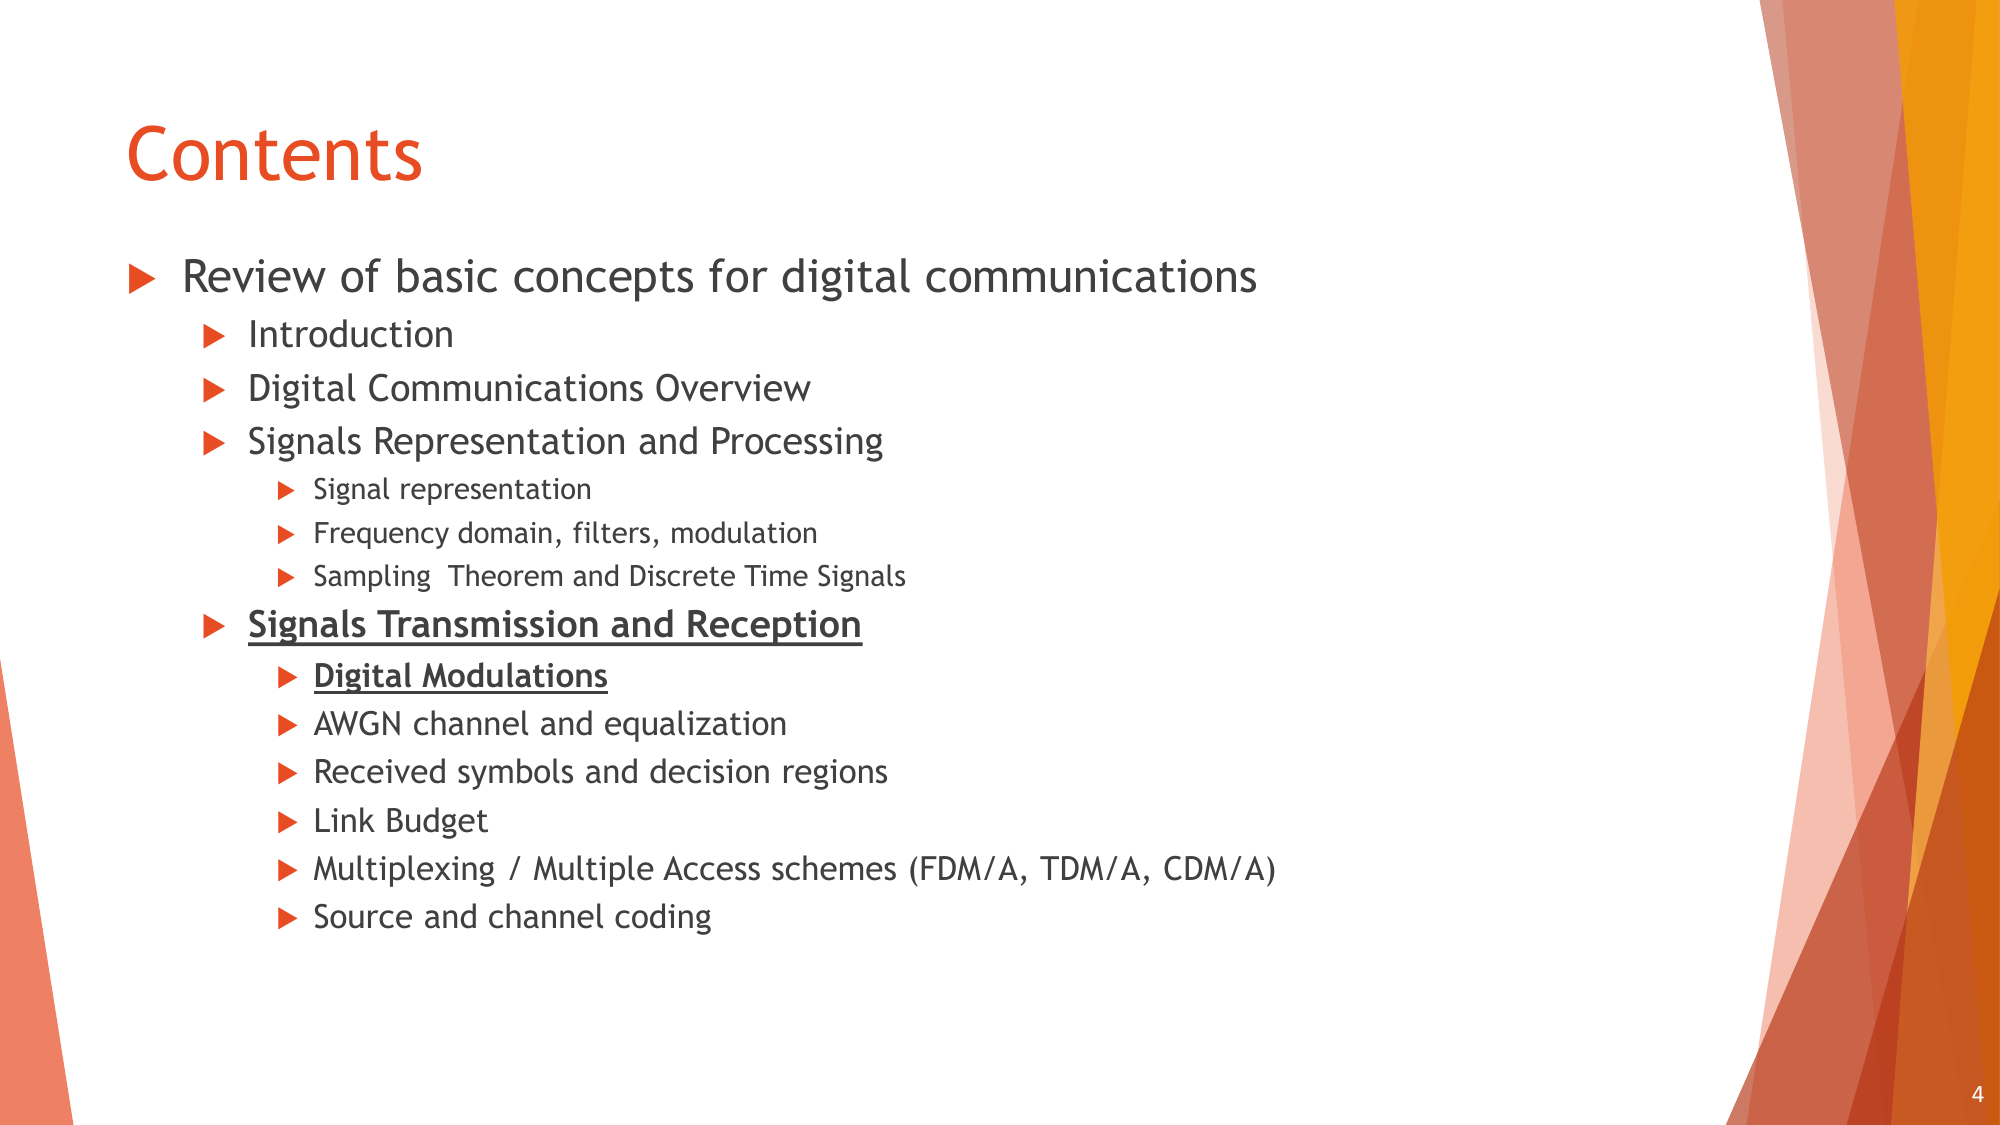 Contents
Review of basic concepts for digital communications
Introduction
Digital Communications Overview
Signals Representation and Processing
Signal representation
Frequency domain, filters, modulation
Sampling  Theorem and Discrete Time Signals
Signals Transmission and Reception
Digital Modulations
AWGN channel and equalization
Received symbols and decision regions
Link Budget
Multiplexing / Multiple Access schemes (FDM/A, TDM/A, CDM/A)
Source and channel coding
4